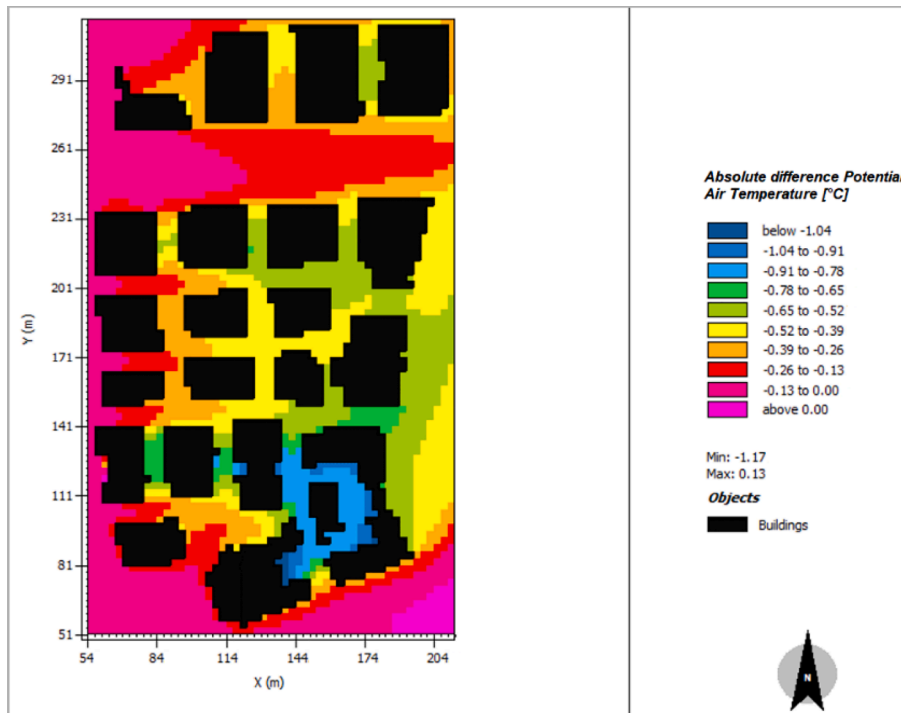 291
261
231
201
171
141
111
81
51
Y (m)
54 84 114 144 174 204
X (m)
Absolute difference Potential
Air Temperature [°C]
below -1.04
-1.04 to -0.91
-0.91 to -0.78
-0.78 to -0.65
-0.65 to -0.52
-0.52 to -0.39
-0.39 to -0.26
-0.26 to -0.13
-0.13 to 0.00
above 0.00
Min: -1.17
Max: 0.13
Objects
Buildings
N